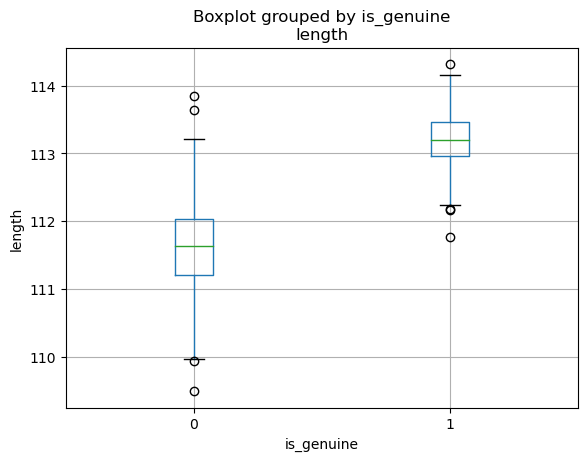 Boxplot grouped by is_genuine
length
114
113
112
111
110
length
0
1
is_genuine